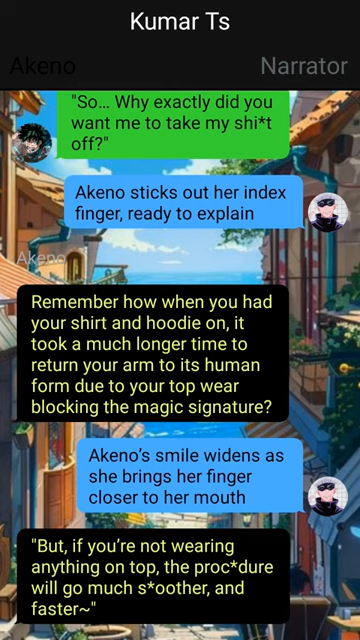 Kumar Ts
Akeno
Narrator
"So... Why exactly did you
want me to take my shi*t
off?"
Akeno sticks out her index
finger, ready to explain
Akeno
Remember how when you had
your shirt and hoodie on, it
took a much longer time to
return your arm to its human
form due to your top wear
blocking the magic signature?
Akeno’s smile widens as
she brings her finger
closer to her mouth
"But, if you’re not wearing
anything on top, the proc*dure
will go much s*oother, and
faster~"